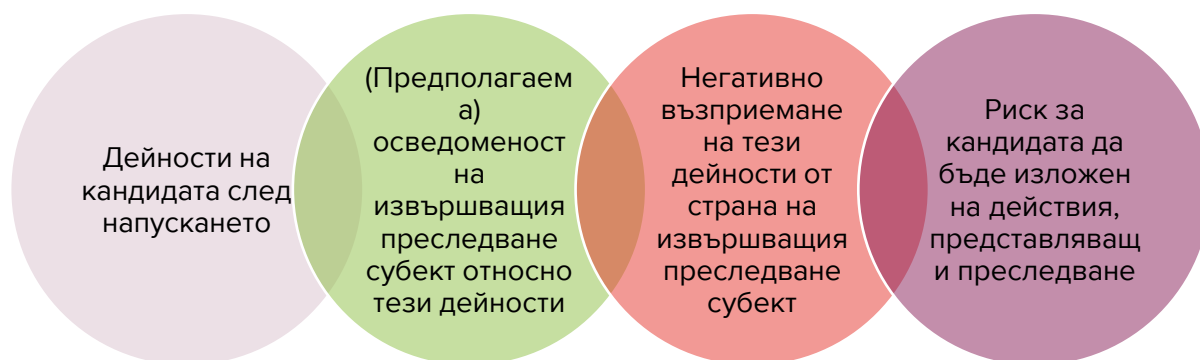 Дейности на
кандидата след
напускането
(Предполагаем
а)
осведоменост
на
извършващия
преследване
субект относно
тези дейности
Негативно
възприемане
на тези
дейности от
страна на
извършващия
преследване
субект
Риск за
кандидата да
бъде изложен
на действия,
представляващ
и преследване